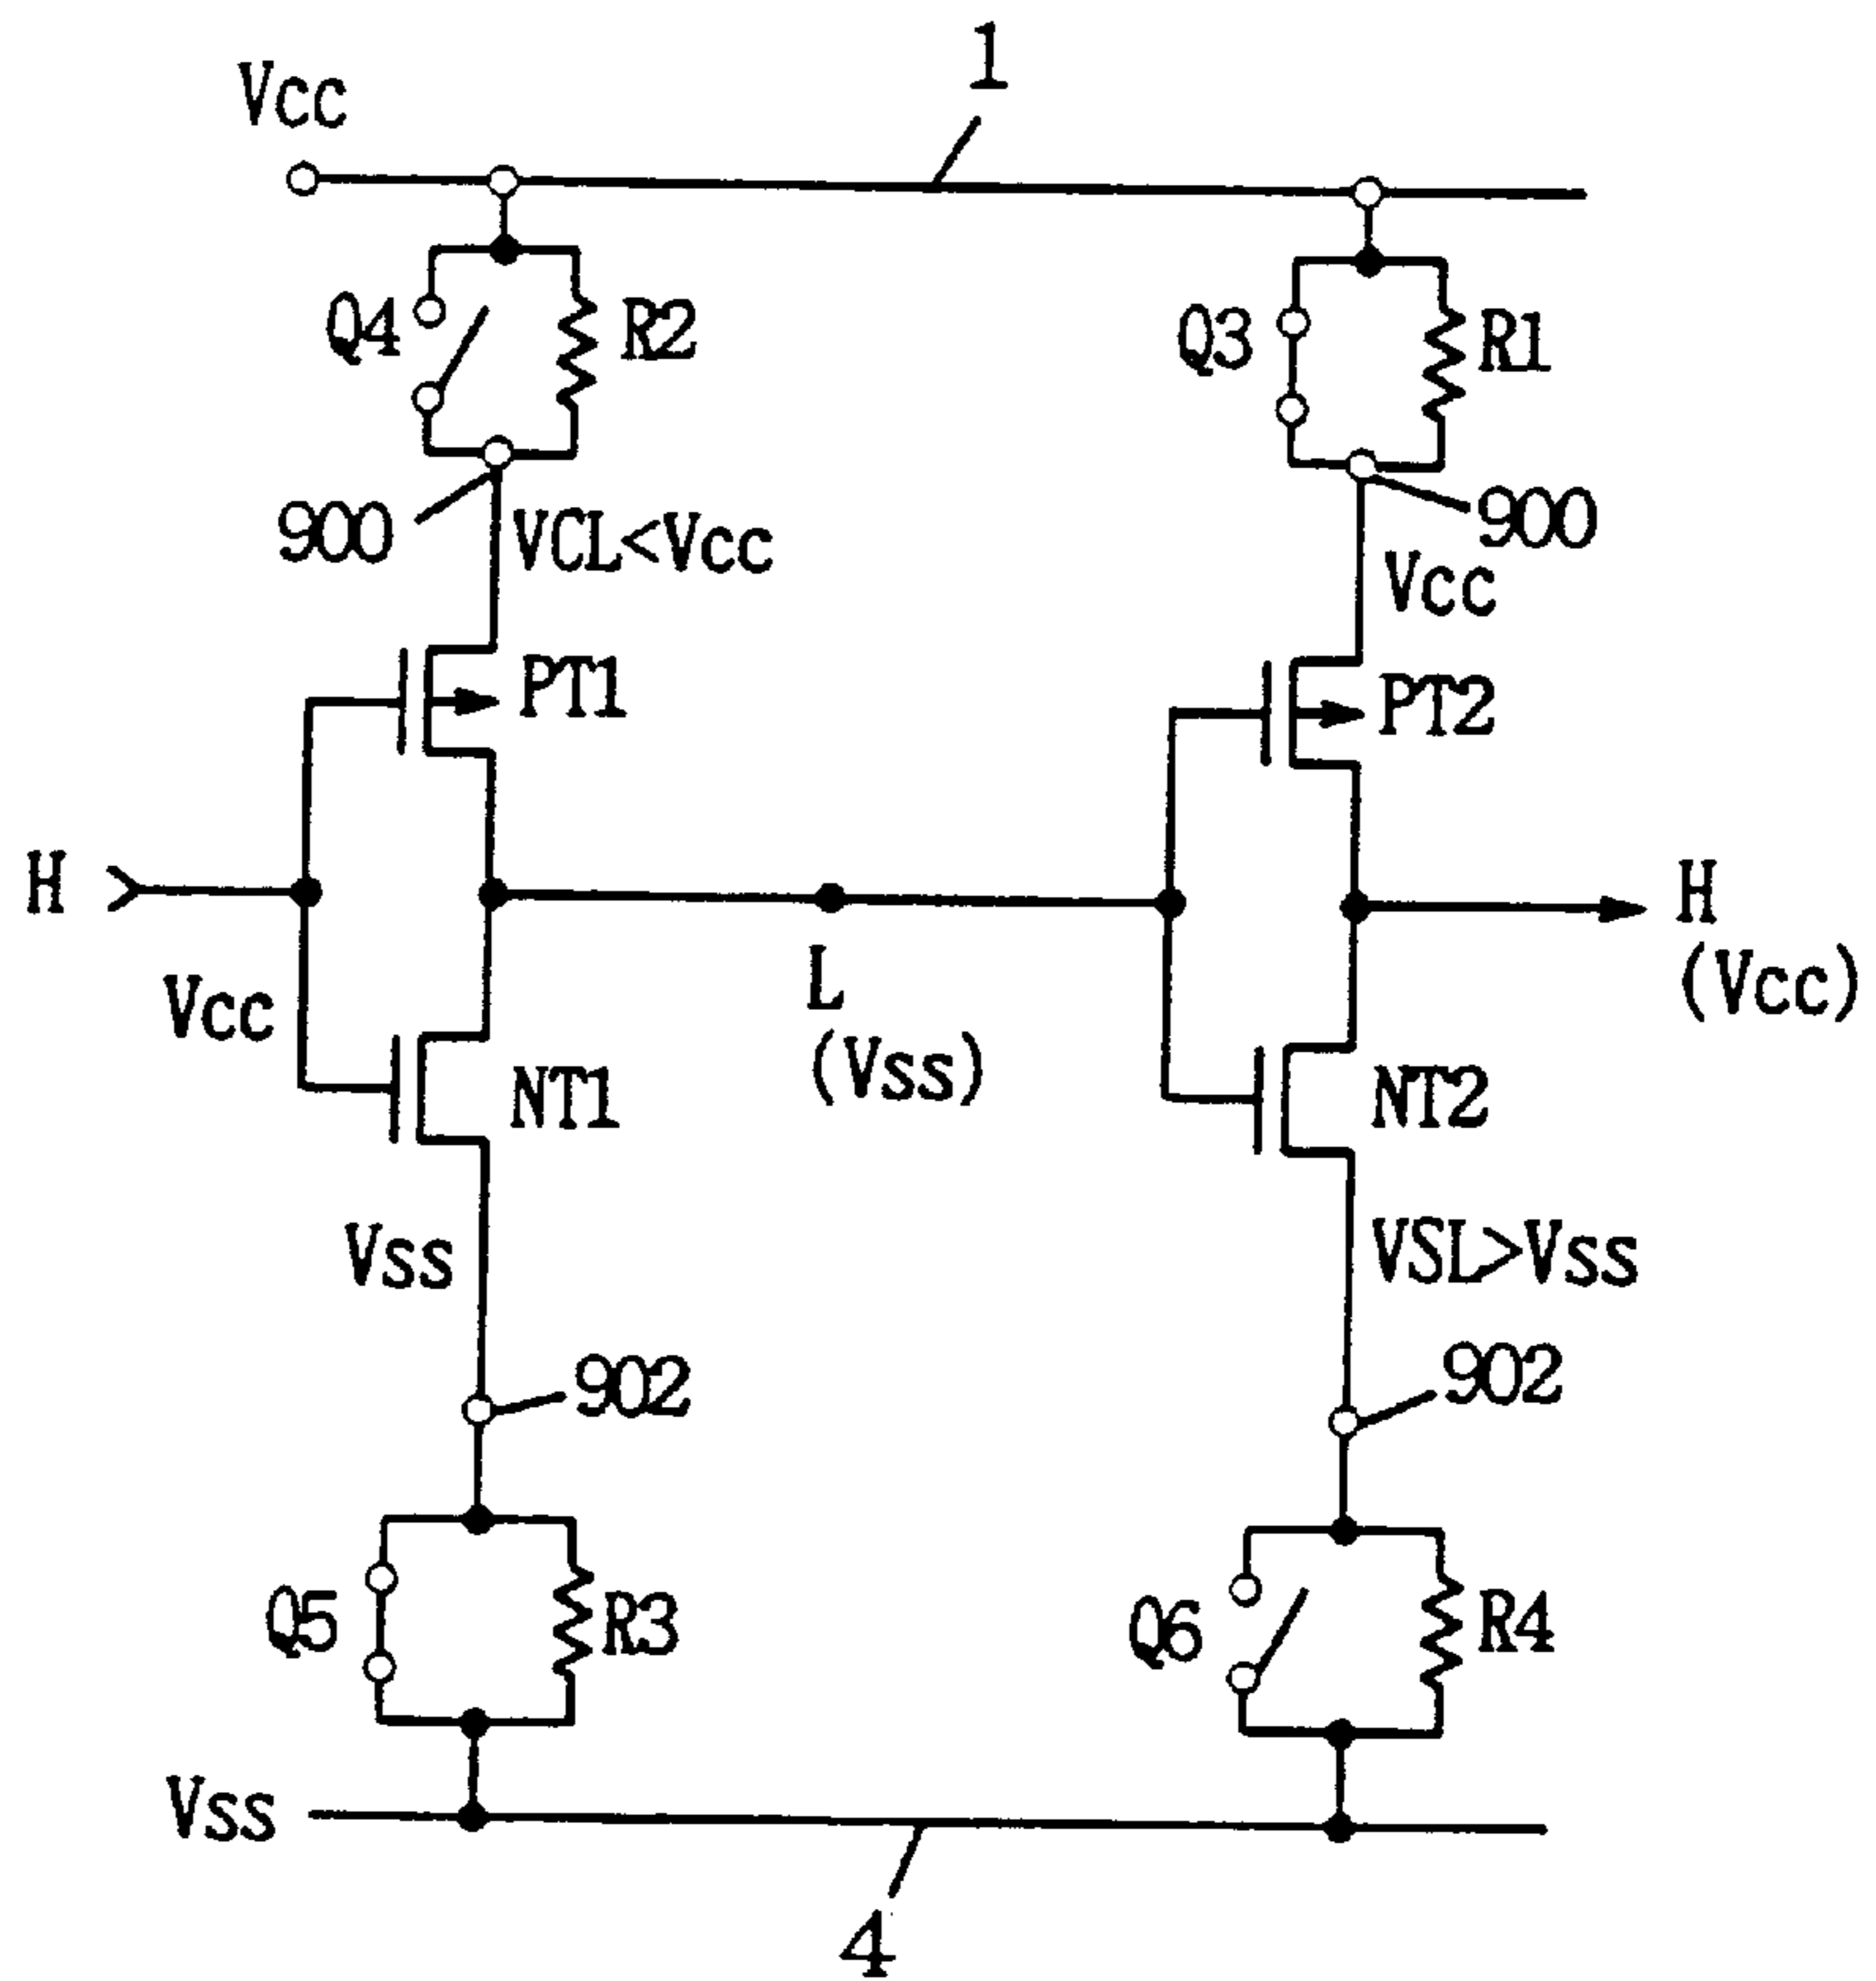 1
Vcc
Q4
R2
Q3
R1
900
VCL<Vcc
900
Vcc
PT1
PT2
H
H
(Vcc)
Vcc
L
(Vss)
NT1
NT2
Vss
VSL>Vss
902
902
Q5
R3
Q6
R4
Vss
4